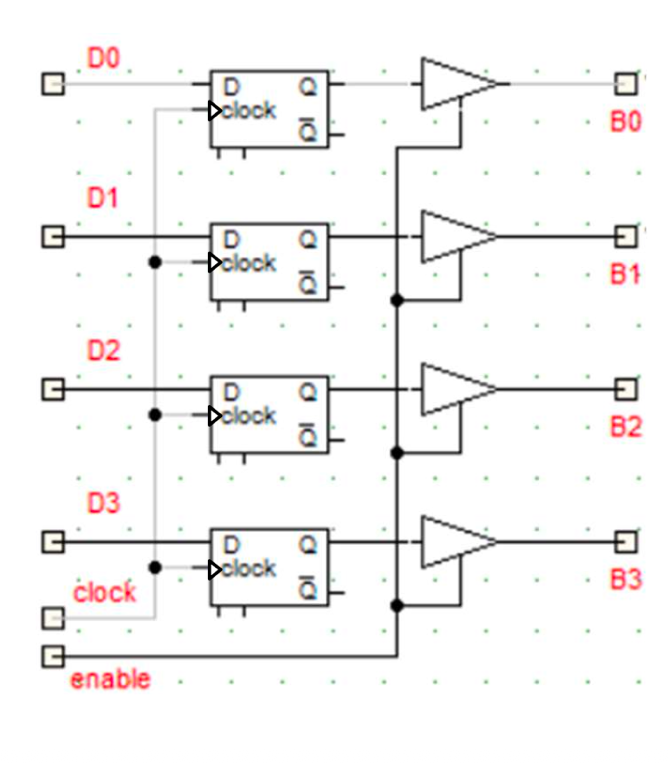 D0
D Q
clock
Q̅
B0
D1
D Q
clock
Q̅
B1
D2
D Q
clock
Q̅
B2
D3
D Q
clock
Q̅
B3
clock
enable